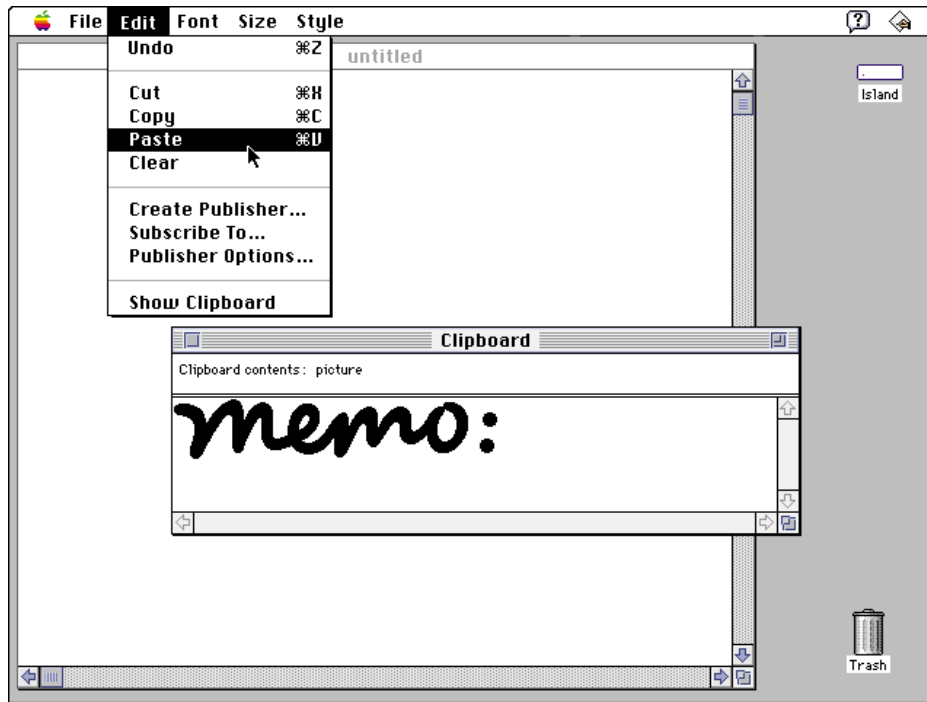 File Edit Font Size Style
Undo ⌘Z
untitled
Cut ⌘X
Copy ⌘C
Paste ⌘V
Clear
Create Publisher...
Subscribe To...
Publisher Options...
Show Clipboard
Island
Clipboard
Clipboard contents: picture
memo:
Trash